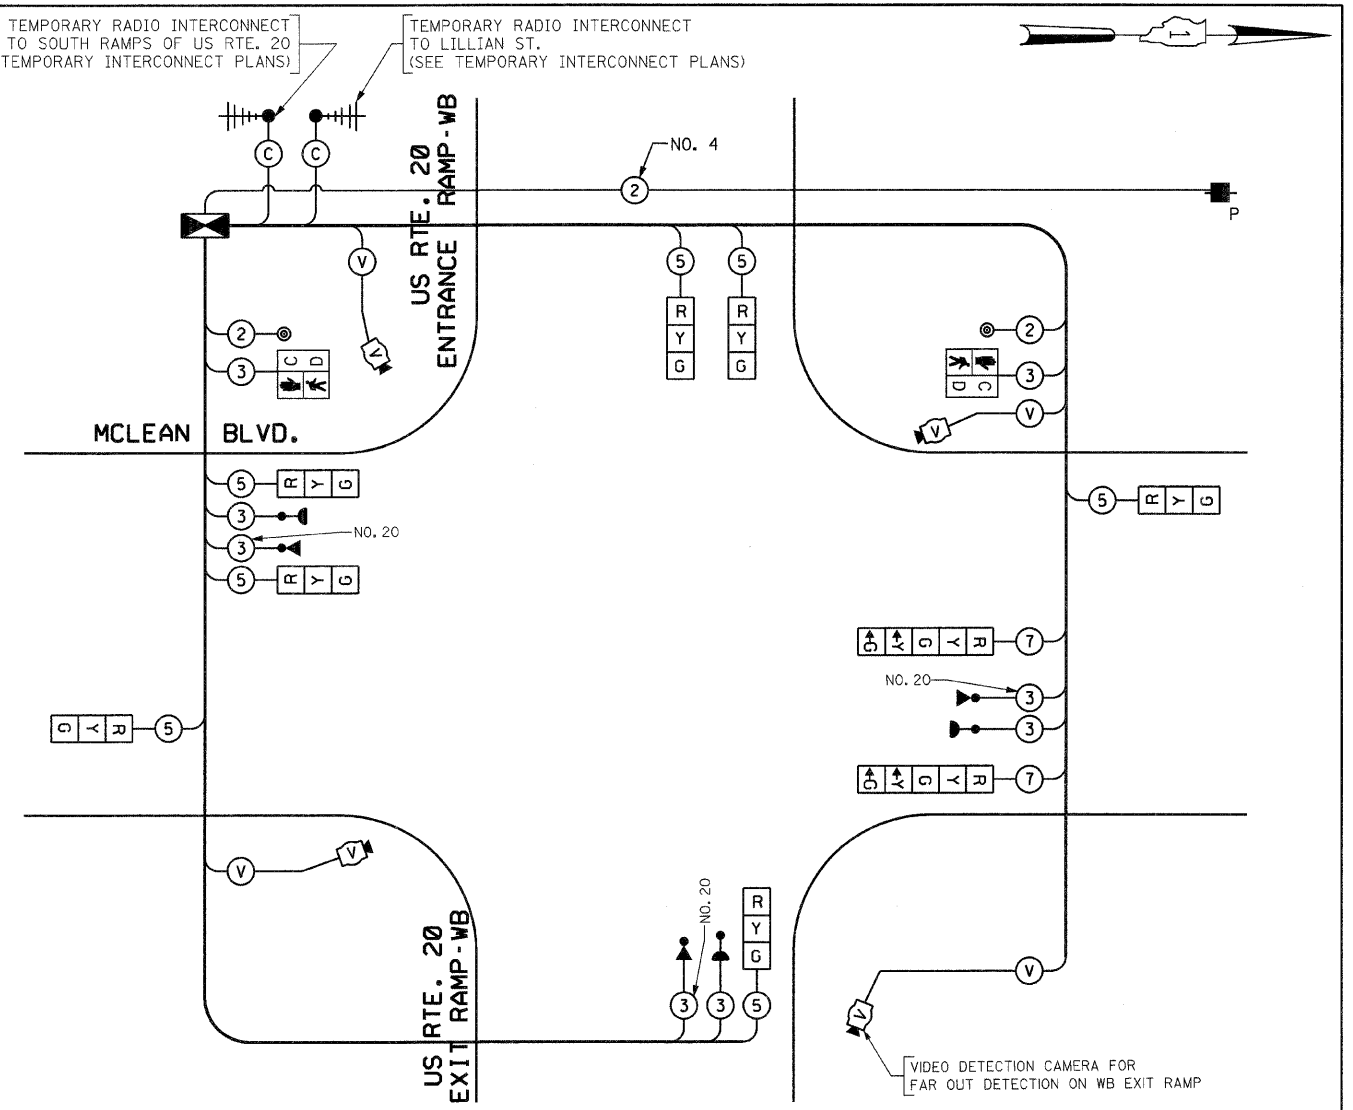 TEMPORARY RADIO INTERCONNECT
TO SOUTH RAMPS OF US RTE. 20
TEMPORARY INTERCONNECT PLANS)
TEMPORARY RADIO INTERCONNECT
TO LILLIAN ST.
(SEE TEMPORARY INTERCONNECT PLANS)
1
C
C
NO. 4
2
P
US RTE. 20
ENTRANCE RAMP-WB
V
V
5
5
R
Y
G
R
Y
G
2
3
C D
2
3
C D
V
V
MCLEAN BLVD.
5
R Y G
3
3
NO. 20
5
R Y G
5
R Y G
5
R Y G
7
R Y G Y G
NO. 20
3
3
7
R Y G Y G
V
V
US RTE. 20
EXIT RAMP-WB
NO. 20
R
Y
G
3
3
5
V
V
VIDEO DETECTION CAMERA FOR
FAR OUT DETECTION ON WB EXIT RAMP